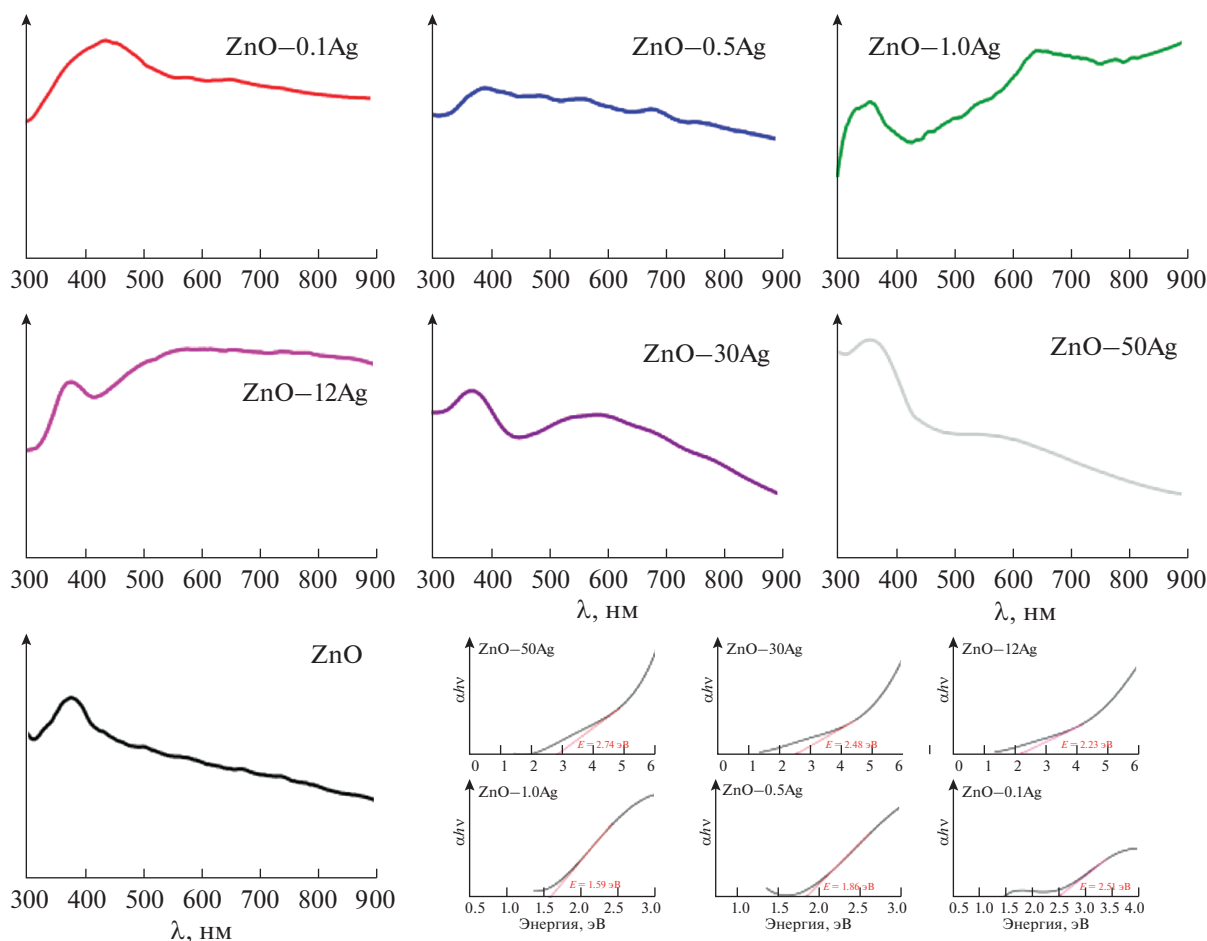 ZnO–0.1Ag
300 400 500 600 700 800 900
ZnO–0.5Ag
300 400 500 600 700 800 900
ZnO–1.0Ag
300 400 500 600 700 800 900
ZnO–12Ag
300 400 500 600 700 800 900
ZnO–30Ag
300 400 500 600 700 800 900
λ, нм
ZnO–50Ag
300 400 500 600 700 800 900
λ, нм
ZnO
300 400 500 600 700 800 900
λ, нм
ZnO–50Ag
αhν
E = 2.74 эВ
0 1 2 3 4 5 6
ZnO–30Ag
αhν
E = 2.48 эВ
0 1 2 3 4 5 6
ZnO–12Ag
αhν
E = 2.23 эВ
0 1 2 3 4 5 6
ZnO–1.0Ag
αhν
E = 1.59 эВ
0.5 1.0 1.5 2.0 2.5 3.0
Энергия, эВ
ZnO–0.5Ag
αhν
E = 1.86 эВ
1.0 1.5 2.0 2.5 3.0
Энергия, эВ
ZnO–0.1Ag
αhν
E = 2.51 эВ
0.5 1.0 1.5 2.0 2.5 3.0 3.5 4.0
Энергия, эВ